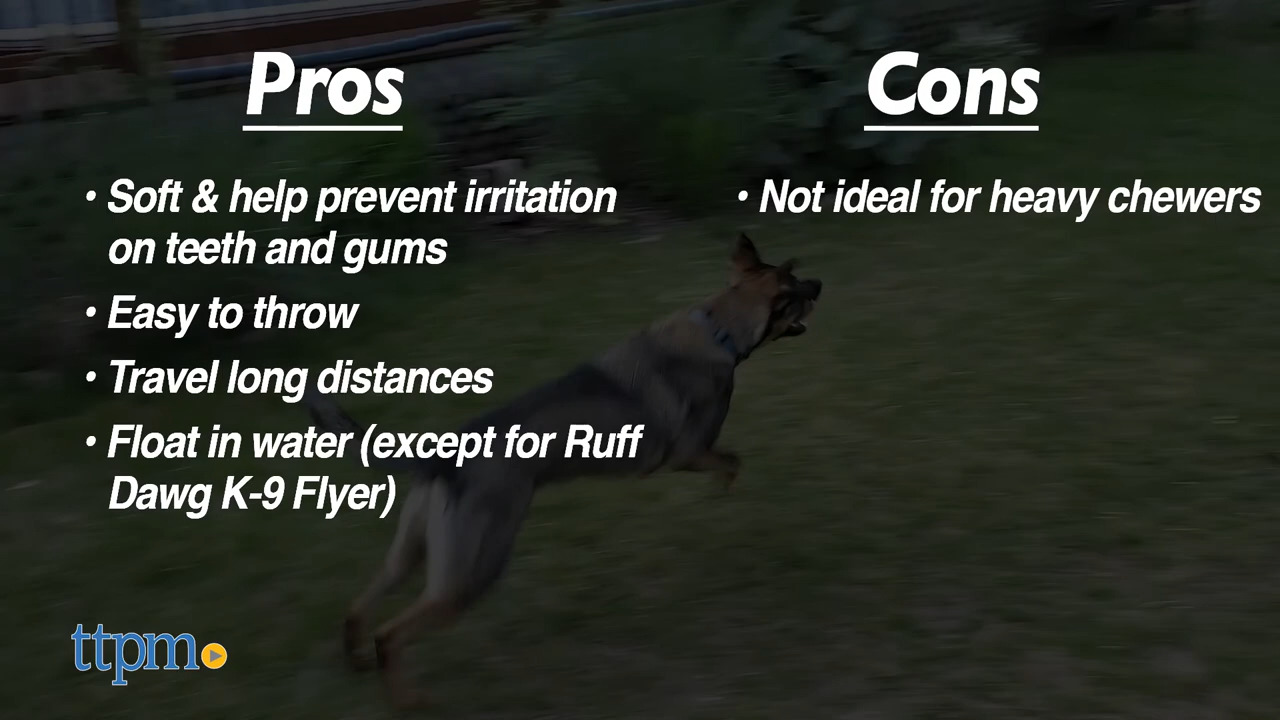 Pros
• Soft & help prevent irritation
on teeth and gums
• Easy to throw
• Travel long distances
• Float in water (except for Ruff
Dawg K-9 Flyer)
Cons
• Not ideal for heavy chewers
ttpm